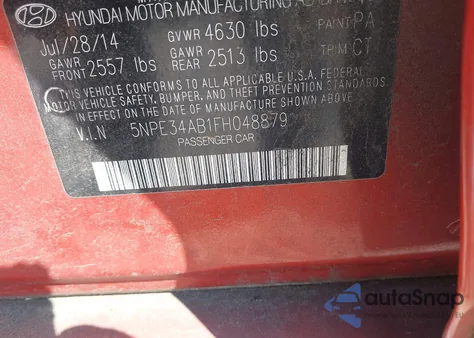 HYUNDAI MOTOR MANUFACTURING
Jul/28/14 GVWR 4630 lbs PAINT PA
GAWR FRONT 2557 lbs GAWR REAR 2513 lbs TRIM CT
THIS VEHICLE CONFORMS TO ALL APPLICABLE U.S.A. FEDERAL
MOTOR VEHICLE SAFETY, BUMPER, AND THEFT PREVENTION STANDARDS
IN EFFECT ON THE DATE OF MANUFACTURE SHOWN ABOVE.
V.I.N 5NPE34AB1FH048879
PASSENGER CAR
autoSnap